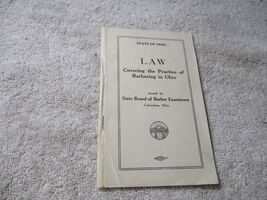 STATE OF OHIO
LAW
Covering the Practice of
Barbering in Ohio
Issued by
State Board of Barber Examiners
Columbus, Ohio